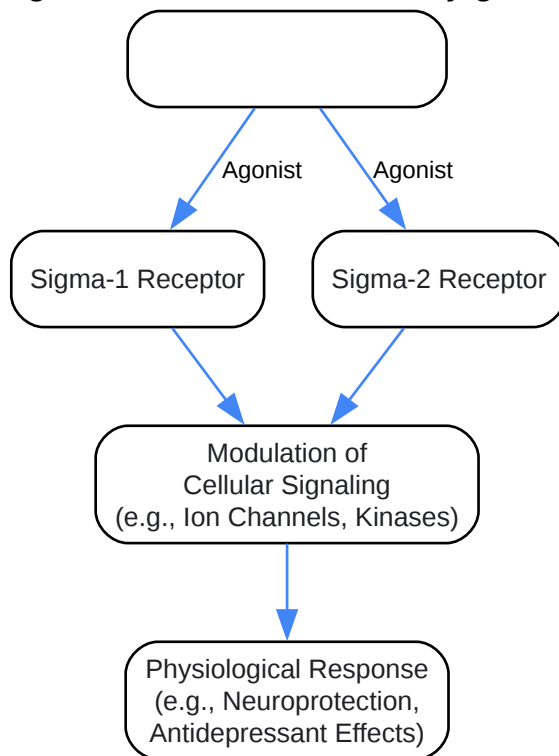 Agonist
Agonist
Sigma-1 Receptor
Sigma-2 Receptor
Modulation of
Cellular Signaling
(e.g., Ion Channels, Kinases)
Physiological Response
(e.g., Neuroprotection,
Antidepressant Effects)